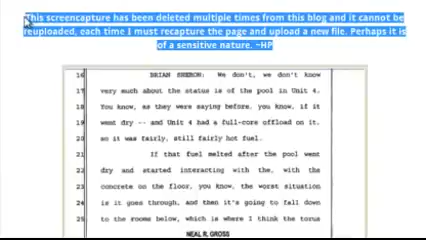 This screencapture has been deleted multiple times from this blog and it cannot be
reuploaded, each time I must recapture the page and upload a new file. Perhaps it is
of a sensitive nature. ~HP
16 BRIAN SHERON: We don't, we don't know
17 very much about the status is of the pool in Unit 4.
18 You know, as they were saying before, you know, if it
19 went dry -- and Unit 4 had a full-core offload on it,
20 so it was fairly, still fairly hot fuel.
21 If that fuel melted after the pool went
22 dry and started interacting with the, with the
23 concrete on the floor, you know, the worst situation
24 is it goes through, and then it's going to fall down
25 to the rooms below, which is where I think the torus
NEAL R. GROSS